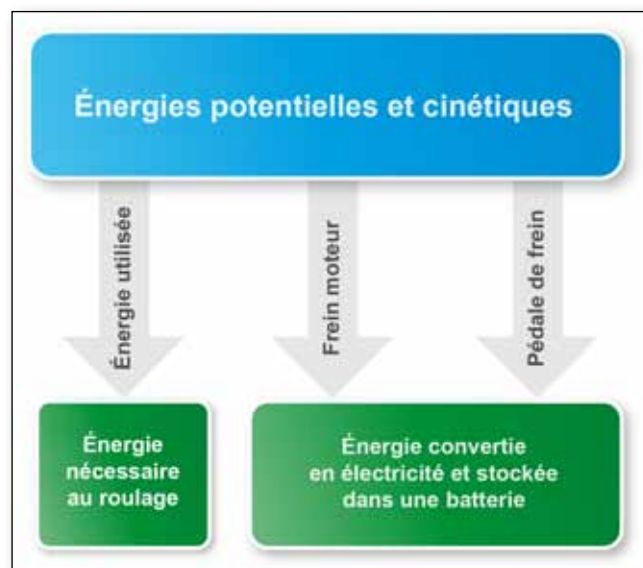 Énergies potentielles et cinétiques
Énergie utilisée
Frein moteur
Pédale de frein
Énergie
nécessaire
au roulage
Énergie convertie
en électricité et stockée
dans une batterie